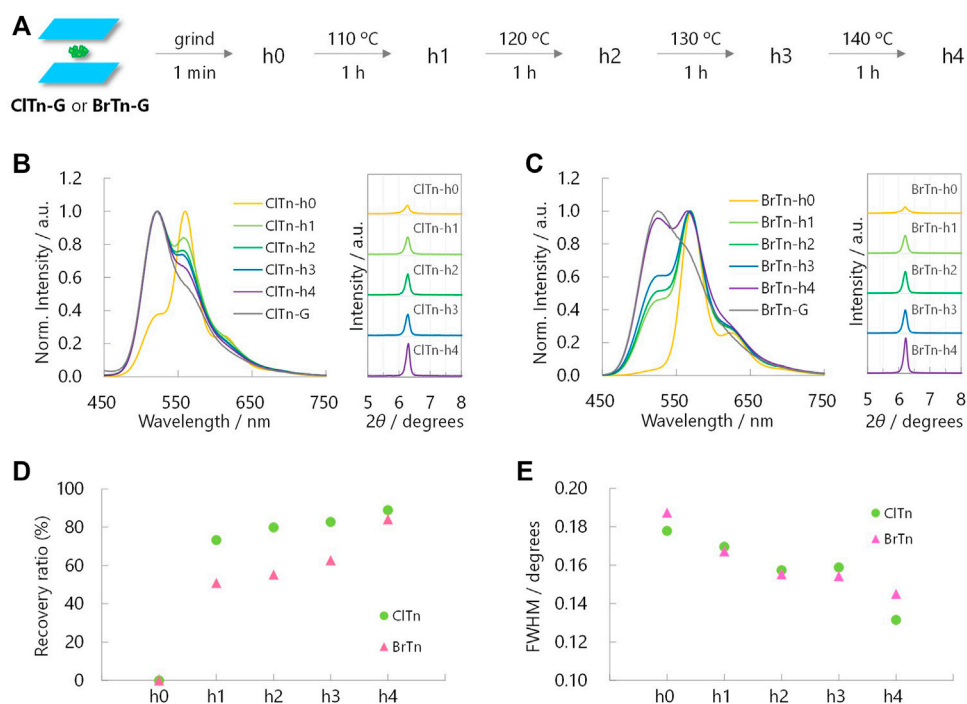 A
grind
1 min
h0
110 ºC
1 h
h1
120 ºC
1 h
h2
130 ºC
1 h
h3
140 ºC
1 h
h4
ClTn-G or BrTn-G
B
Norm. Intensity / a.u.
1.2
1.0
0.8
0.6
0.4
0.2
0.0
450
550
650
750
Wavelength / nm
ClTn-h0
ClTn-h1
ClTn-h2
ClTn-h3
ClTn-h4
ClTn-G
Intensity / a.u.
ClTn-h0
ClTn-h1
ClTn-h2
ClTn-h3
ClTn-h4
5
6
7
8
2θ / degrees
C
Norm. Intensity / a.u.
1.2
1.0
0.8
0.6
0.4
0.2
0.0
450
550
650
750
Wavelength / nm
BrTn-h0
BrTn-h1
BrTn-h2
BrTn-h3
BrTn-h4
BrTn-G
Intensity / a.u.
BrTn-h0
BrTn-h1
BrTn-h2
BrTn-h3
BrTn-h4
5
6
7
8
2θ / degrees
D
Recovery ratio (%)
100
80
60
40
20
0
h0
h1
h2
h3
h4
ClTn
BrTn
E
FWHM / degrees
0.20
0.18
0.16
0.14
0.12
0.10
h0
h1
h2
h3
h4
ClTn
BrTn